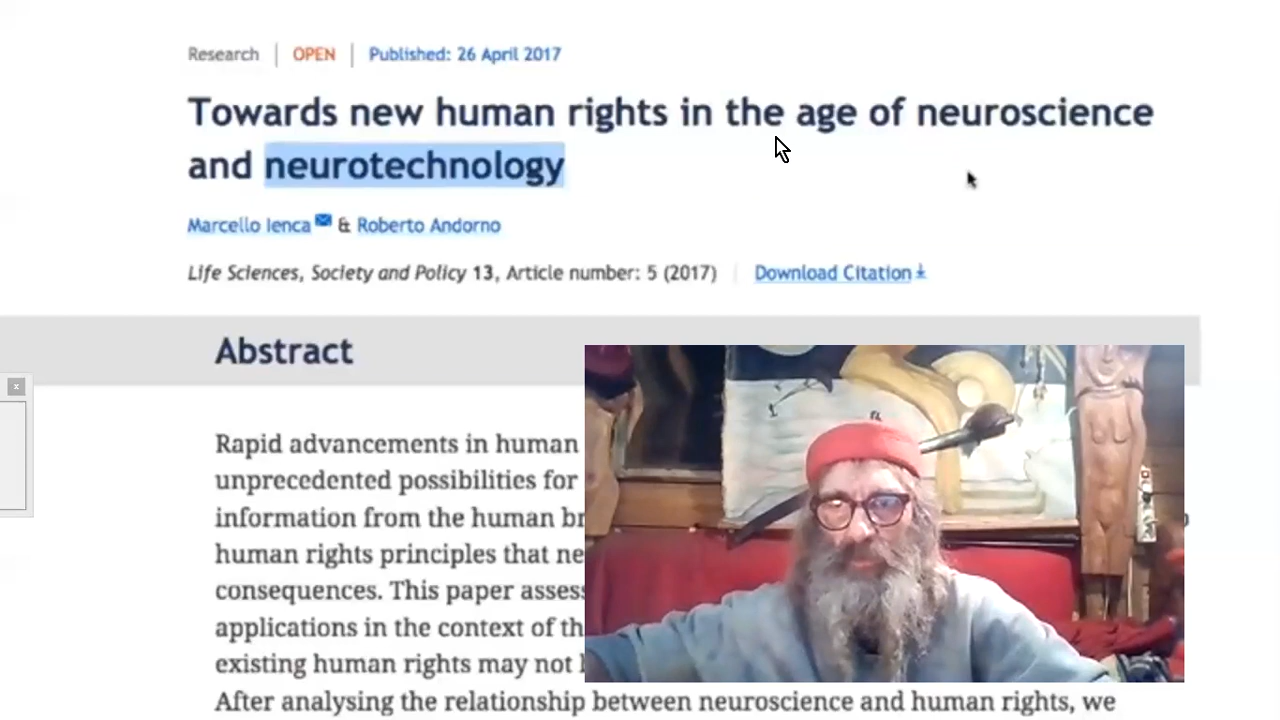 Research | OPEN | Published: 26 April 2017
Towards new human rights in the age of neuroscience
and neurotechnology
Marcello Ienca & Roberto Andorno
Life Sciences, Society and Policy 13, Article number: 5 (2017) | Download Citation
Abstract
Rapid advancements in human
unprecedented possibilities for
information from the human br
human rights principles that ne
consequences. This paper assess
applications in the context of th
existing human rights may not
After analysing the relationship between neuroscience and human rights, we